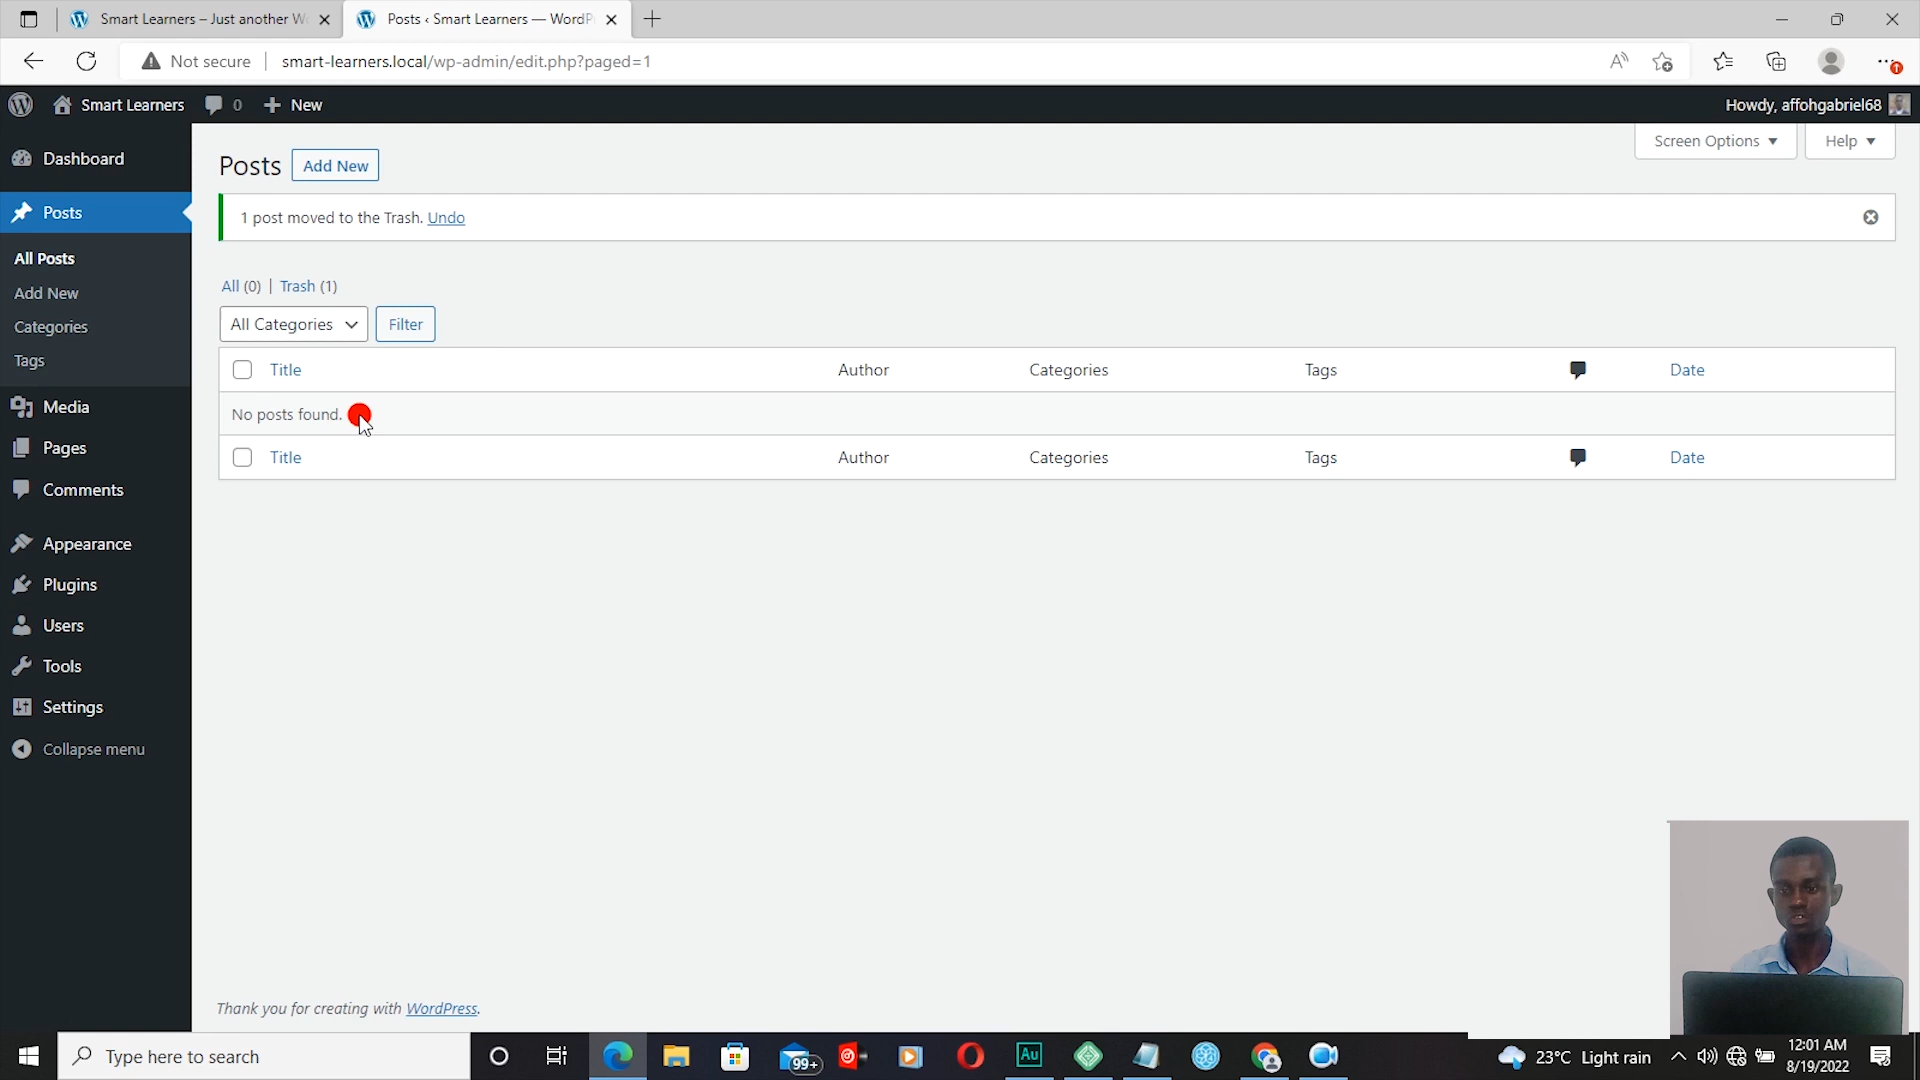 Smart Learners – Just another W
Posts ‹ Smart Learners — WordP
Not secure
smart-learners.local/wp-admin/edit.php?paged=1
Smart Learners
0
New
Howdy, affohgabriel68
Screen Options
Help
Dashboard
Posts
All Posts
Add New
Categories
Tags
Media
Pages
Comments
Appearance
Plugins
Users
Tools
Settings
Collapse menu
Posts
Add New
1 post moved to the Trash. Undo
All (0) | Trash (1)
All Categories
Filter
Title Author Categories Tags Date
No posts found.
Title Author Categories Tags Date
Thank you for creating with WordPress.
Type here to search
99+
Au
23°C Light rain
12:01 AM
8/19/2022